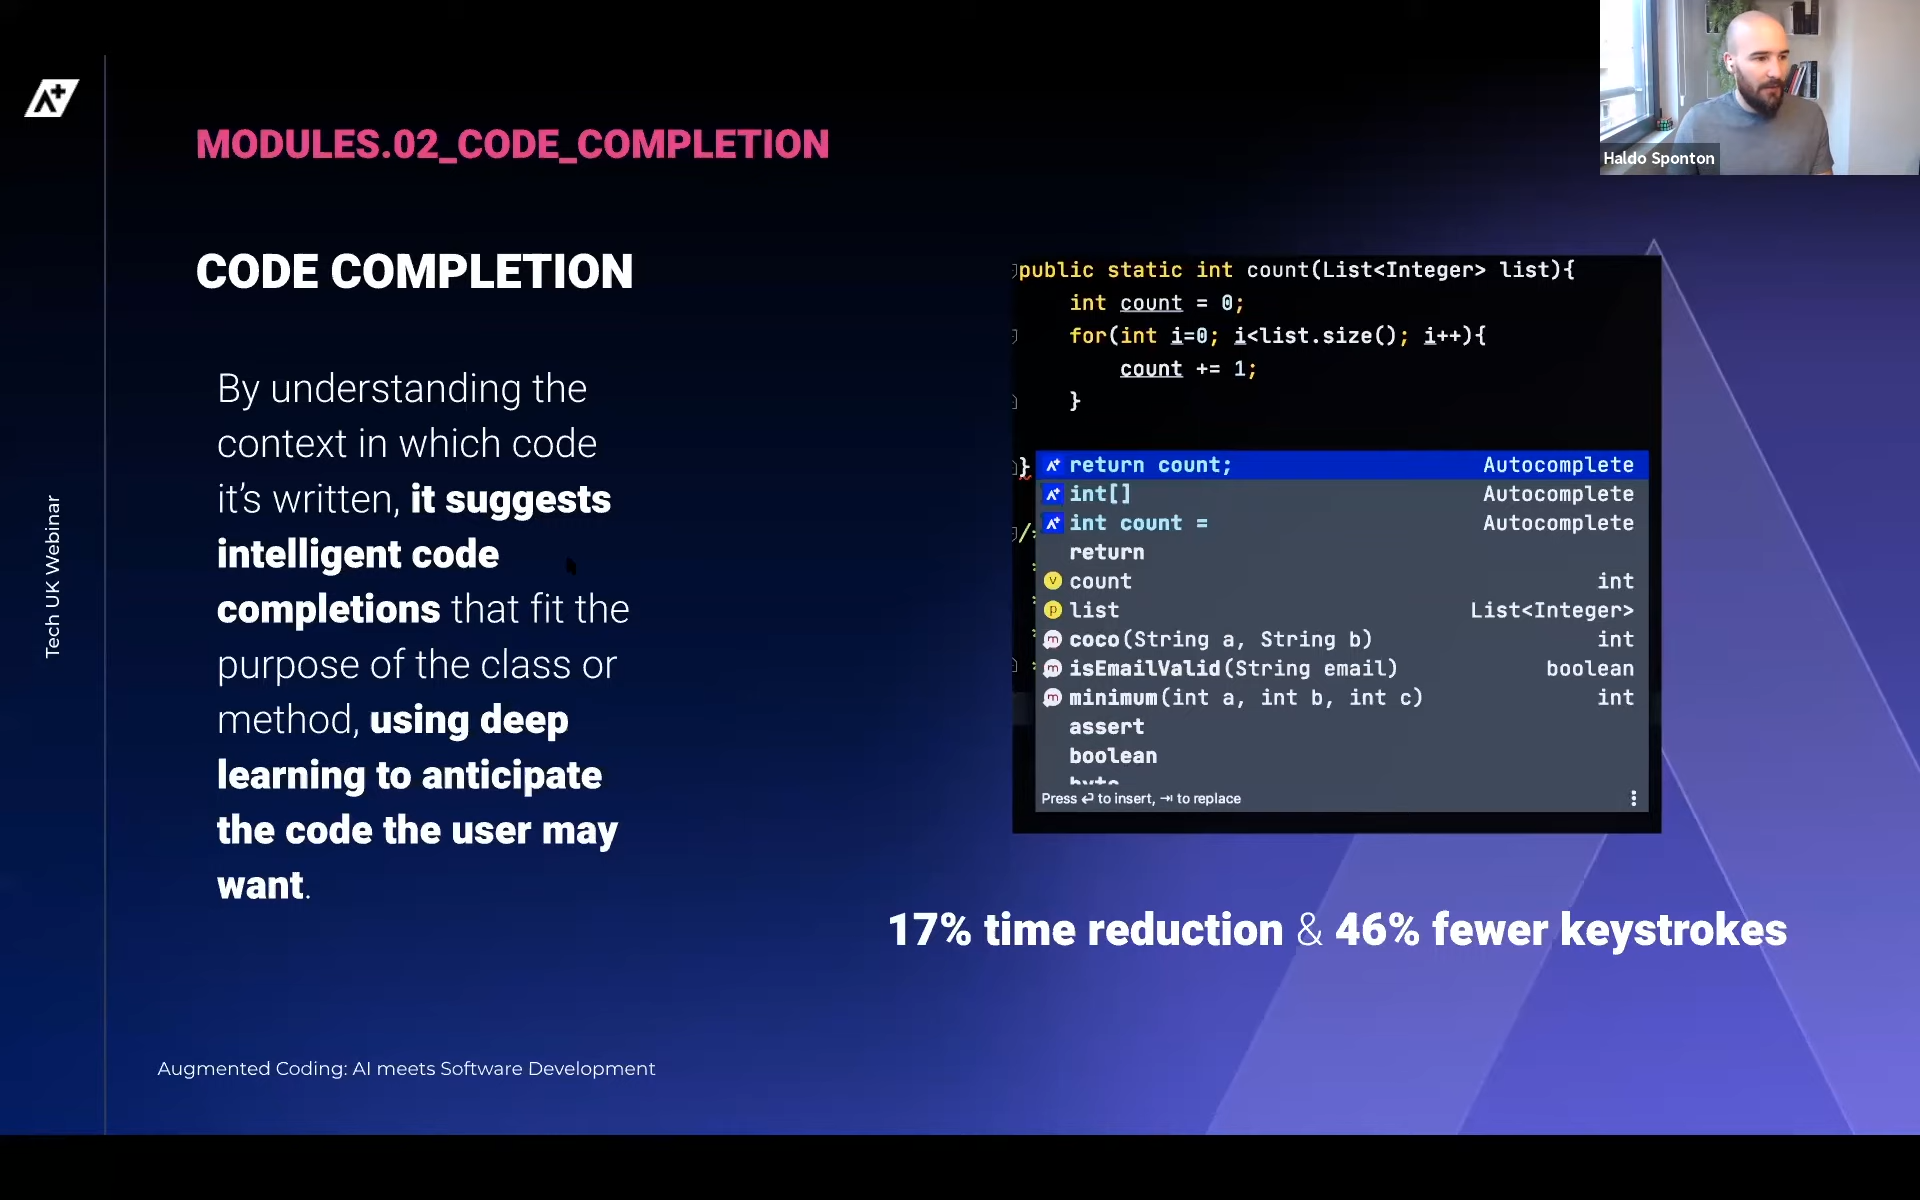 Haldo Sponton
MODULES.02_CODE_COMPLETION
CODE COMPLETION
By understanding the
context in which code
it's written, it suggests
intelligent code
completions that fit the
purpose of the class or
method, using deep
learning to anticipate
the code the user may
want.
public static int count(List<Integer> list){
int count = 0;
for(int i=0; i<list.size(); i++){
count += 1;
}
}
return count; Autocomplete
int[] Autocomplete
int count = Autocomplete
return
count int
list List<Integer>
coco(String a, String b) int
isEmailValid(String email) boolean
minimum(int a, int b, int c) int
assert
boolean
Press ↵ to insert, ⇥ to replace
17% time reduction & 46% fewer keystrokes
Tech UK Webinar
Augmented Coding: AI meets Software Development